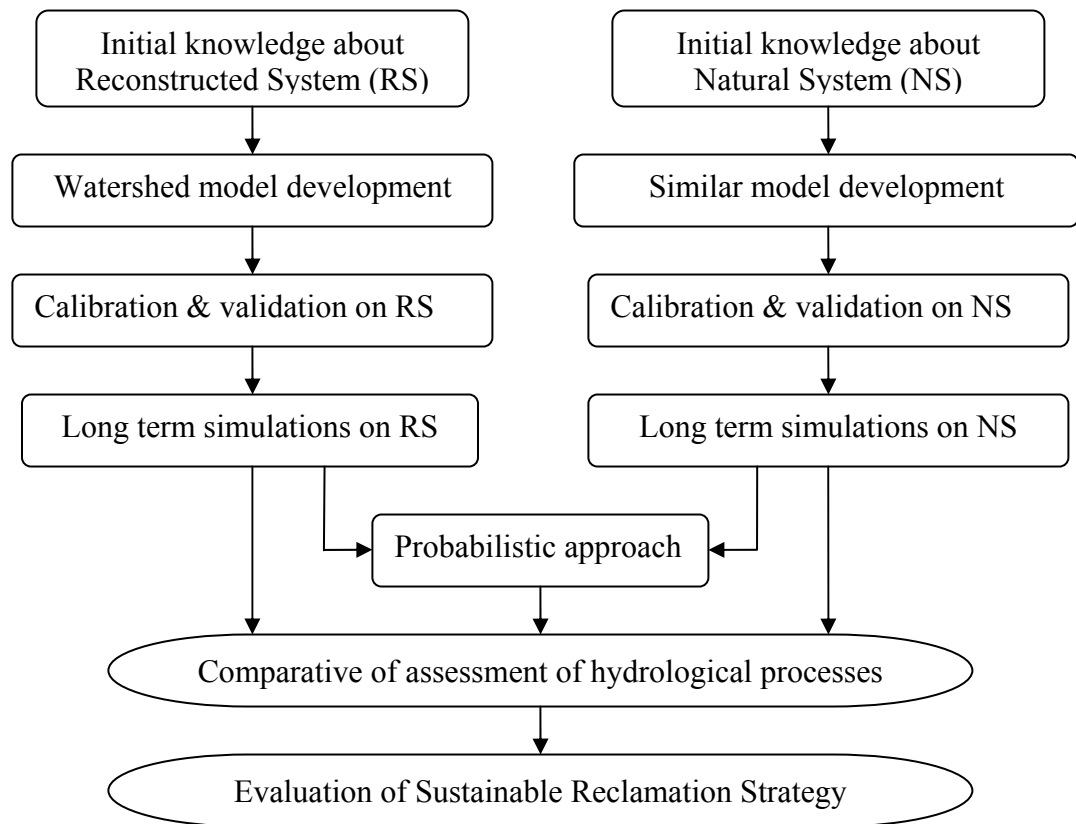 Initial knowledge about
Reconstructed System (RS)
Initial knowledge about
Natural System (NS)
Watershed model development
Similar model development
Calibration & validation on RS
Calibration & validation on NS
Long term simulations on RS
Long term simulations on NS
Probabilistic approach
Comparative of assessment of hydrological processes
Evaluation of Sustainable Reclamation Strategy